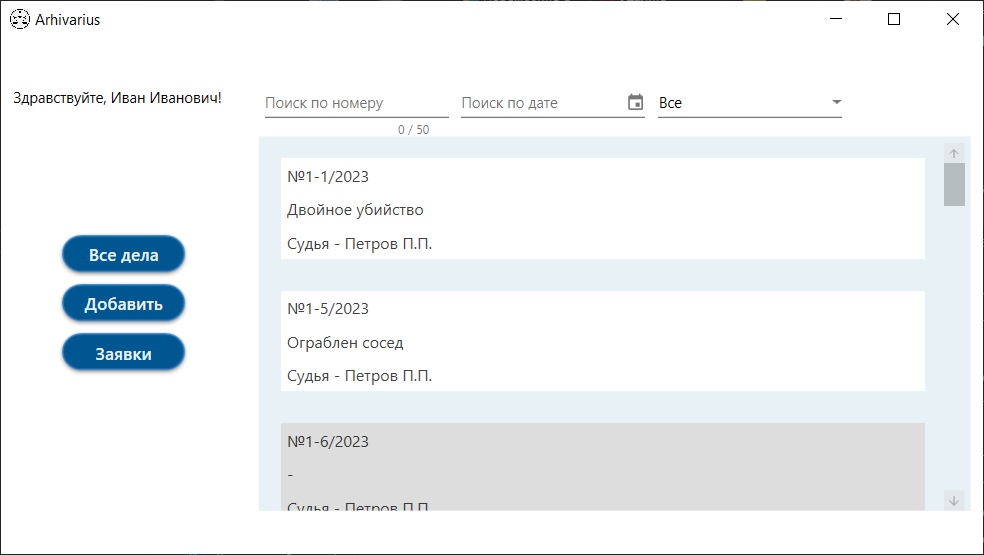 Arhivarius
Здравствуйте, Иван Иванович!
Поиск по номеру
Поиск по дате
Все
0 / 50
№1-1/2023
Двойное убийство
Судья - Петров П.П.
№1-5/2023
Ограблен сосед
Судья - Петров П.П.
№1-6/2023
-
Судья - Петров П.П.
Все дела
Добавить
Заявки